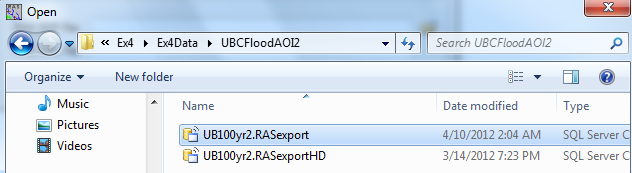 Open
« Ex4 ▸ Ex4Data ▸ UBCFloodAOI2
Search UBCFloodAOI2
Organize New folder
Music
Pictures
Videos
Name Date modified Type
UB100yr2.RASexport 4/10/2012 2:04 AM SQL Server C
UB100yr2.RASexportHD 3/14/2012 7:23 PM SQL Server C